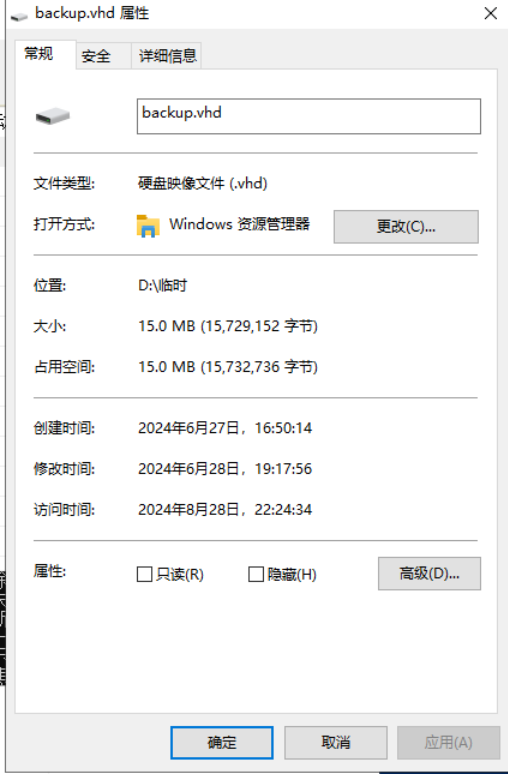 backup.vhd 属性
常规 安全 详细信息
backup.vhd
文件类型: 硬盘映像文件 (.vhd)
打开方式: Windows 资源管理器 更改(C)...
位置: D:\临时
大小: 15.0 MB (15,729,152 字节)
占用空间: 15.0 MB (15,732,736 字节)
创建时间: 2024年6月27日，16:50:14
修改时间: 2024年6月28日，19:17:56
访问时间: 2024年8月28日，22:24:34
属性: 只读(R) 隐藏(H) 高级(D)...
确定 取消 应用(A)